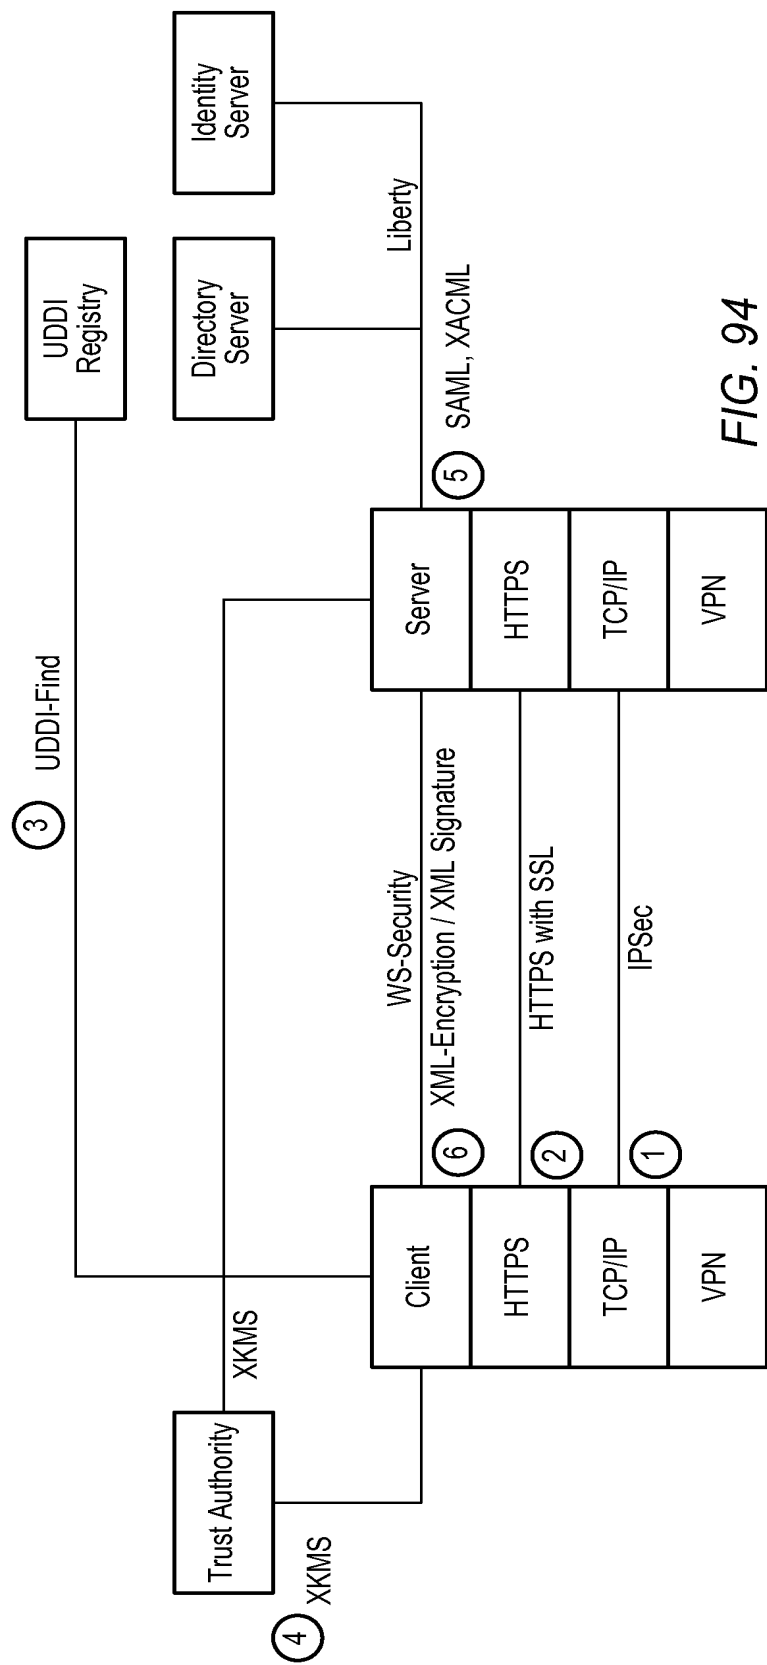 3
UDDI-Find
UDDI
Registry
Trust Authority
XKMS
Directory
Server
Identity
Server
4
XKMS
Client
HTTPS
TCP/IP
VPN
6
WS-Security
XML-Encryption / XML Signature
2
HTTPS with SSL
1
IPSec
Server
HTTPS
TCP/IP
VPN
5
Liberty
SAML, XACML
FIG. 94